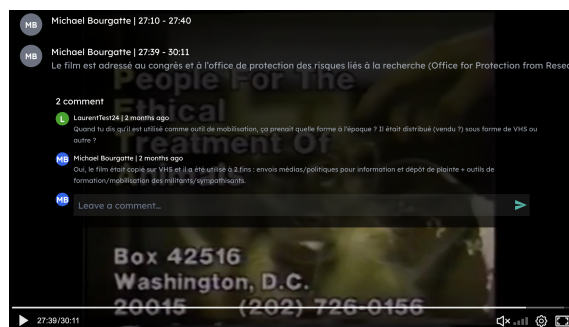 MB
Michael Bourgatte | 27:10 - 27:40
MB
Michael Bourgatte | 27:39 - 30:11
Le film est adressé au congrès et à l'office de protection des risques liés à la recherche (Office for Protection from Resea
People For The
Ethical
Treatment Of
2 comment
L
LaurentTest24 | 2 months ago
Quand tu dis qu'il est utilisé comme outil de mobilisation, ça prenait quelle forme à l'époque ? Il était distribué (vendu ?) sous forme de VHS ou
autre ?
MB
Michael Bourgatte | 2 months ago
Oui, le film était copié sur VHS et il a été utilisé à 2 fins : envois médias/politiques pour information et dépôt de plainte + outils de
formation/mobilisation des militants/sympathisants.
MB
Leave a comment...
Box 42516
Washington, D.C.
20015 (202) 726-0156
27:39/30:11